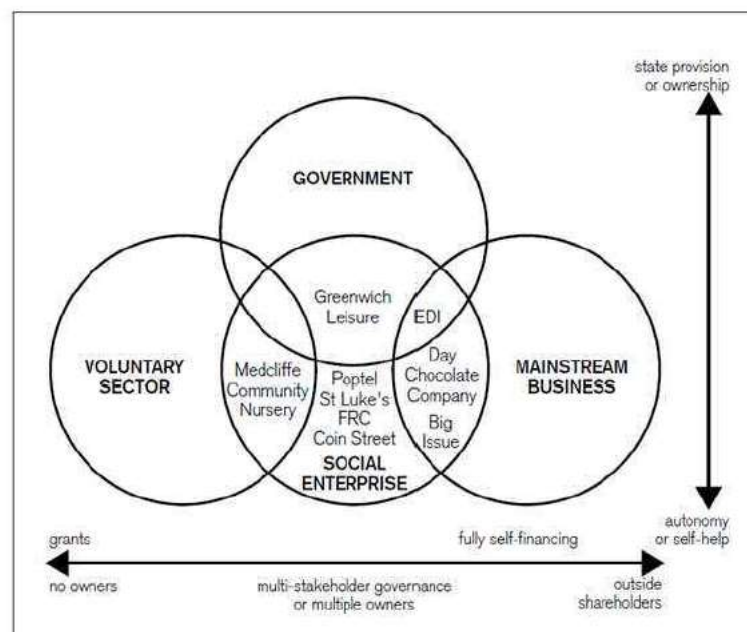 state provision
or ownership
GOVERNMENT
Greenwich
Leisure
EDI
VOLUNTARY
SECTOR
Medcliffe
Community
Nursery
Poptel
St Luke's
FRC
Coin Street
SOCIAL
ENTERPRISE
Day
Chocolate
Company
Big
Issue
MAINSTREAM
BUSINESS
autonomy
or self-help
grants
fully self-financing
no owners
multi-stakeholder governance
or multiple owners
outside
shareholders